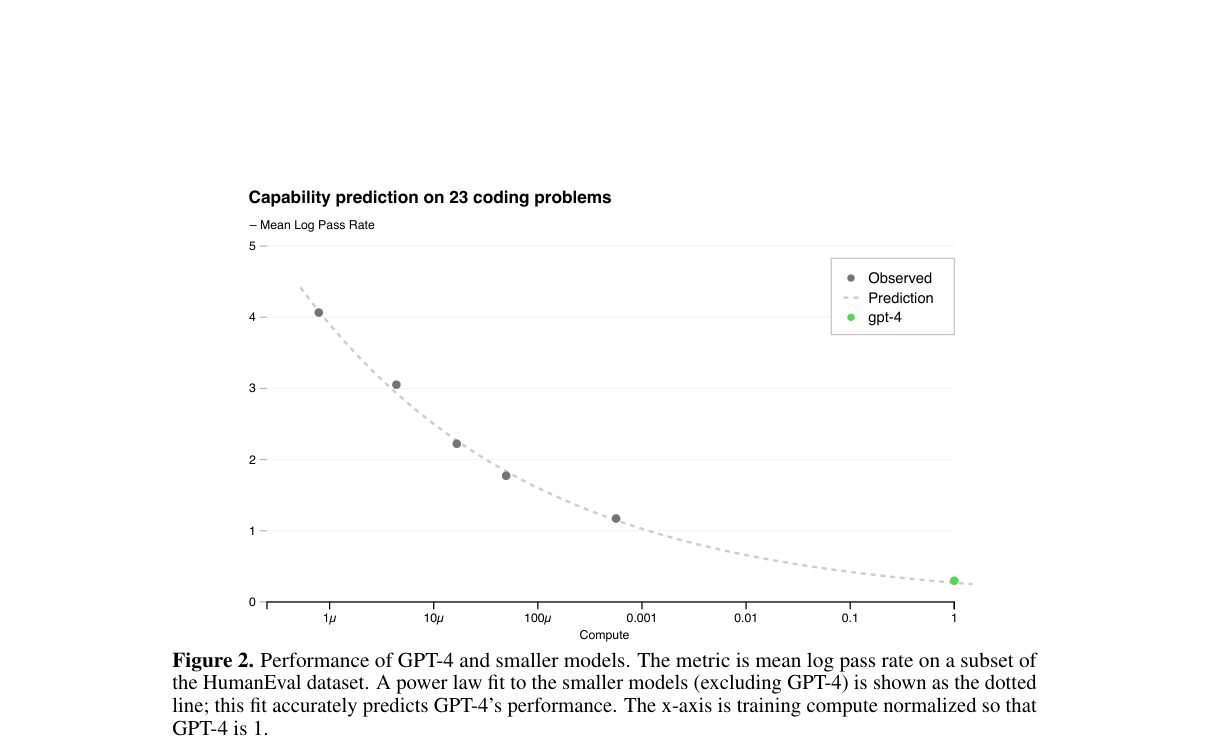 Capability prediction on 23 coding problems
– Mean Log Pass Rate
5
4
3
2
1
0
Observed
Prediction
gpt-4
1µ
10µ
100µ
0.001
0.01
0.1
1
Compute
Figure 2. Performance of GPT-4 and smaller models. The metric is mean log pass rate on a subset of
the HumanEval dataset. A power law fit to the smaller models (excluding GPT-4) is shown as the dotted
line; this fit accurately predicts GPT-4’s performance. The x-axis is training compute normalized so that
GPT-4 is 1.